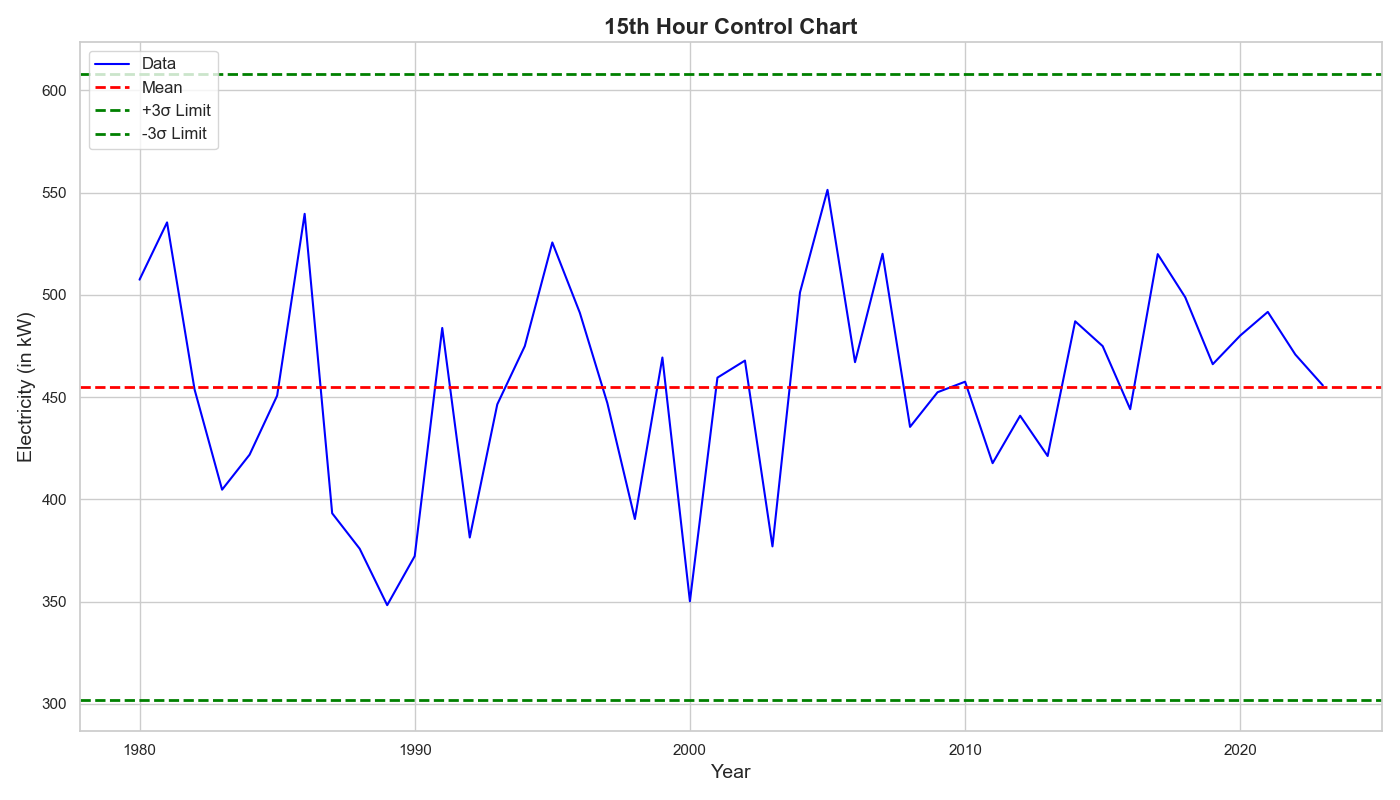 15th Hour Control Chart
Data
Mean
+3σ Limit
-3σ Limit
Electricity (in kW)
600
550
500
450
400
350
300
1980
1990
2000
2010
2020
Year